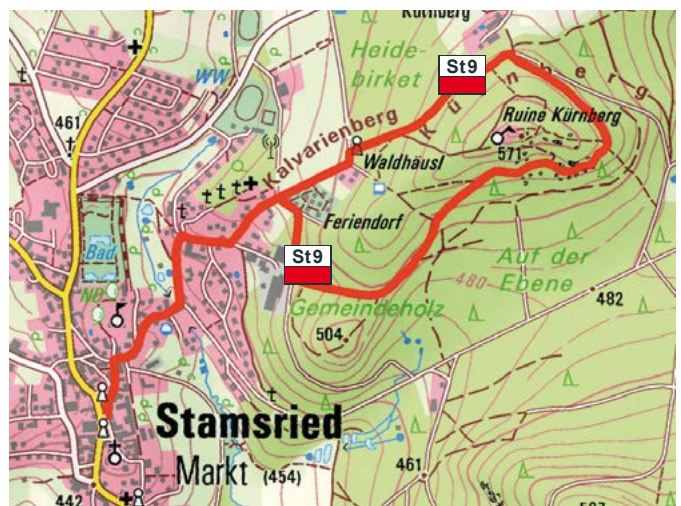 Kürnberg
Heide-
birket
WW
St9
Kürnberg
Ruine Kürnberg
571
461
Kalvarienberg
Waldhäusl
Feriendorf
Bad
ND
St9
Auf der
Ebene
480
482
Gemeindeholz
504
Stamsried
Markt (454)
461
442